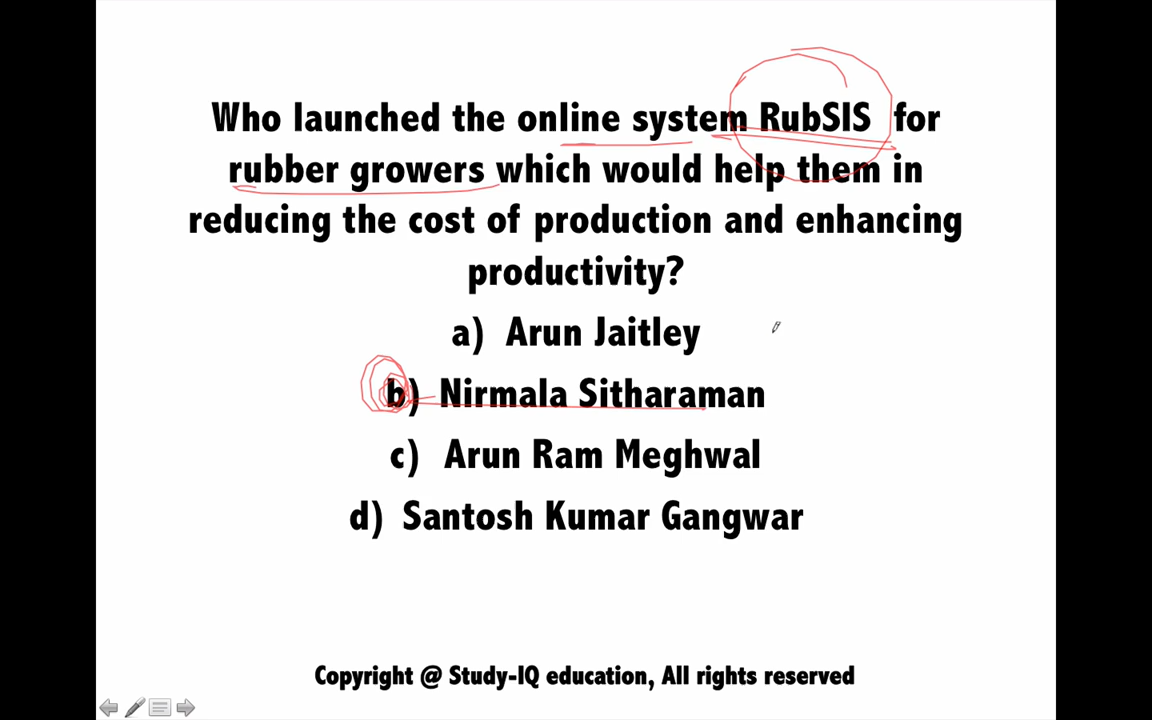 Who launched the online system RubSIS for
rubber growers which would help them in
reducing the cost of production and enhancing
productivity?
a) Arun Jaitley
b) Nirmala Sitharaman
c) Arun Ram Meghwal
d) Santosh Kumar Gangwar
Copyright @ Study-IQ education, All rights reserved